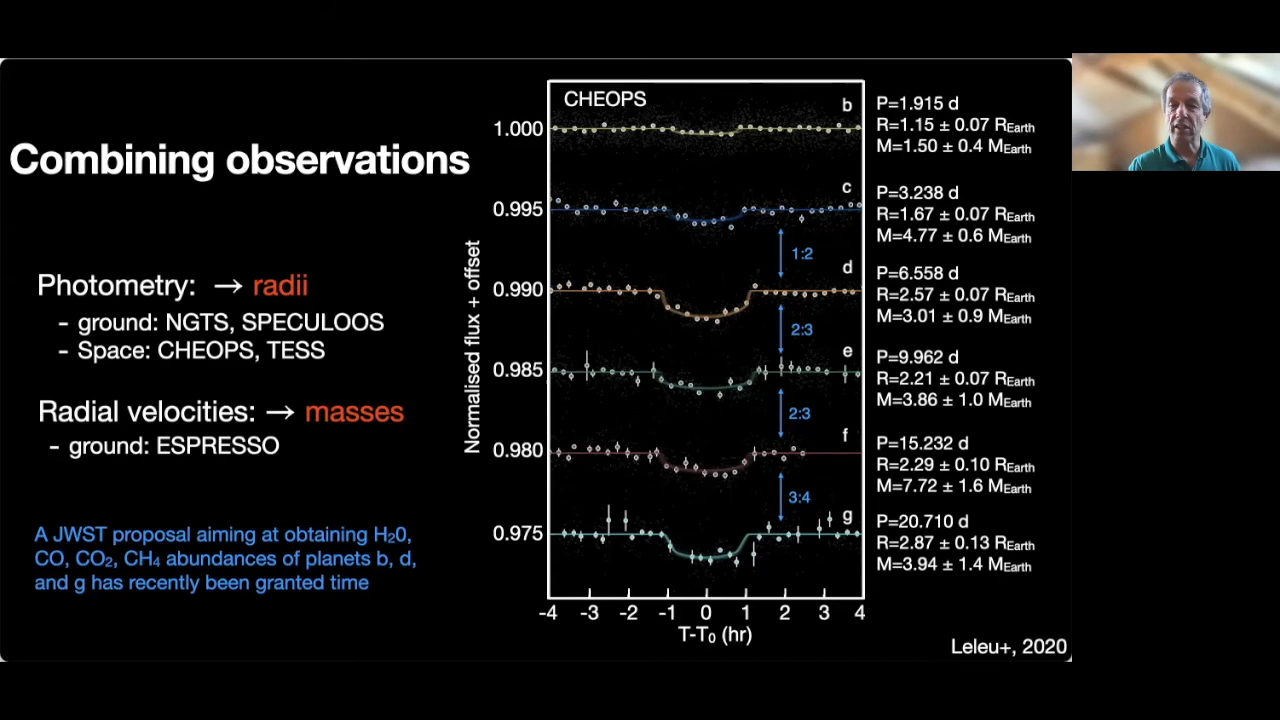 Combining observations
Photometry: → radii
- ground: NGTS, SPECULOOS
- Space: CHEOPS, TESS
Radial velocities: → masses
- ground: ESPRESSO
A JWST proposal aiming at obtaining H₂0,
CO, CO₂, CH₄ abundances of planets b, d,
and g has recently been granted time
CHEOPS
Normalised flux + offset
1.000
0.995
0.990
0.985
0.980
0.975
b
c
1:2
d
2:3
e
2:3
f
3:4
g
-4 -3 -2 -1 0 1 2 3 4
T-T₀ (hr)
P=1.915 d
R=1.15 ± 0.07 REarth
M=1.50 ± 0.4 MEarth
P=3.238 d
R=1.67 ± 0.07 REarth
M=4.77 ± 0.6 MEarth
P=6.558 d
R=2.57 ± 0.07 REarth
M=3.01 ± 0.9 MEarth
P=9.962 d
R=2.21 ± 0.07 REarth
M=3.86 ± 1.0 MEarth
P=15.232 d
R=2.29 ± 0.10 REarth
M=7.72 ± 1.6 MEarth
P=20.710 d
R=2.87 ± 0.13 REarth
M=3.94 ± 1.4 MEarth
Leleu+, 2020